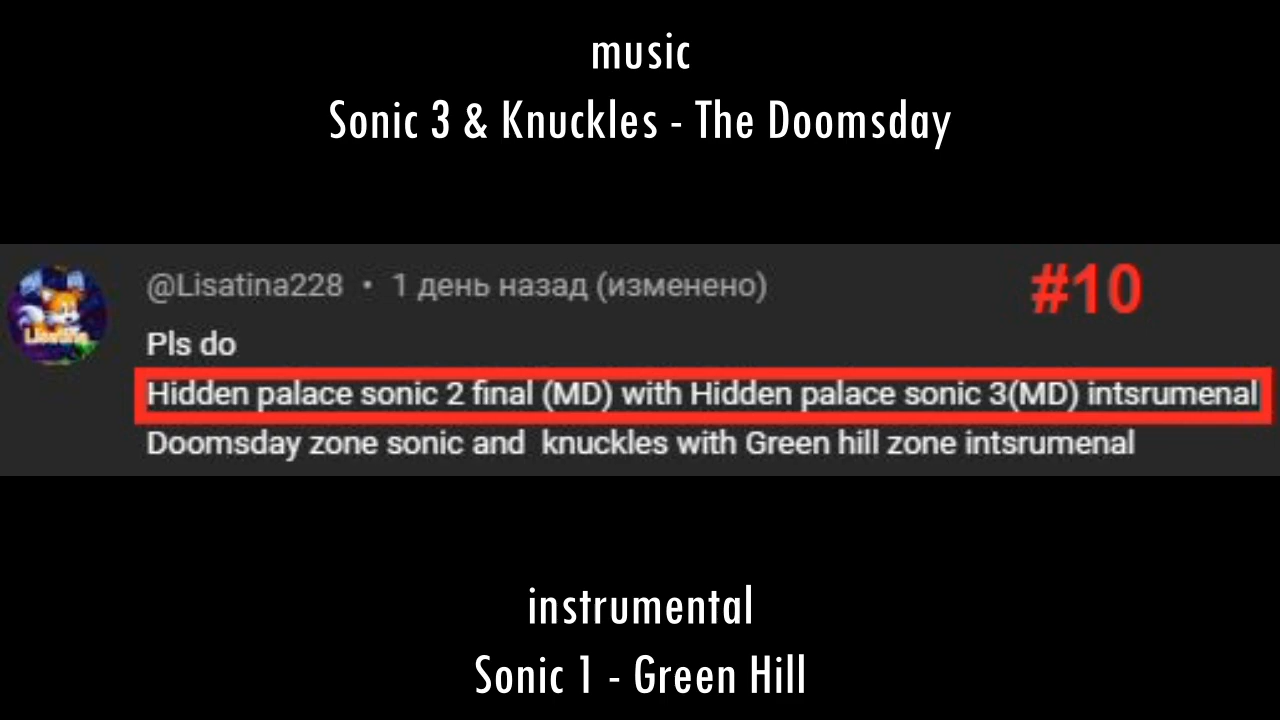 music
Sonic 3 & Knuckles - The Doomsday
@Lisatina228 • 1 день назад (изменено)
#10
Lisatina
Pls do
Hidden palace sonic 2 final (MD) with Hidden palace sonic 3(MD) intsrumenal
Doomsday zone sonic and  knuckles with Green hill zone intsrumenal
instrumental
Sonic 1 - Green Hill